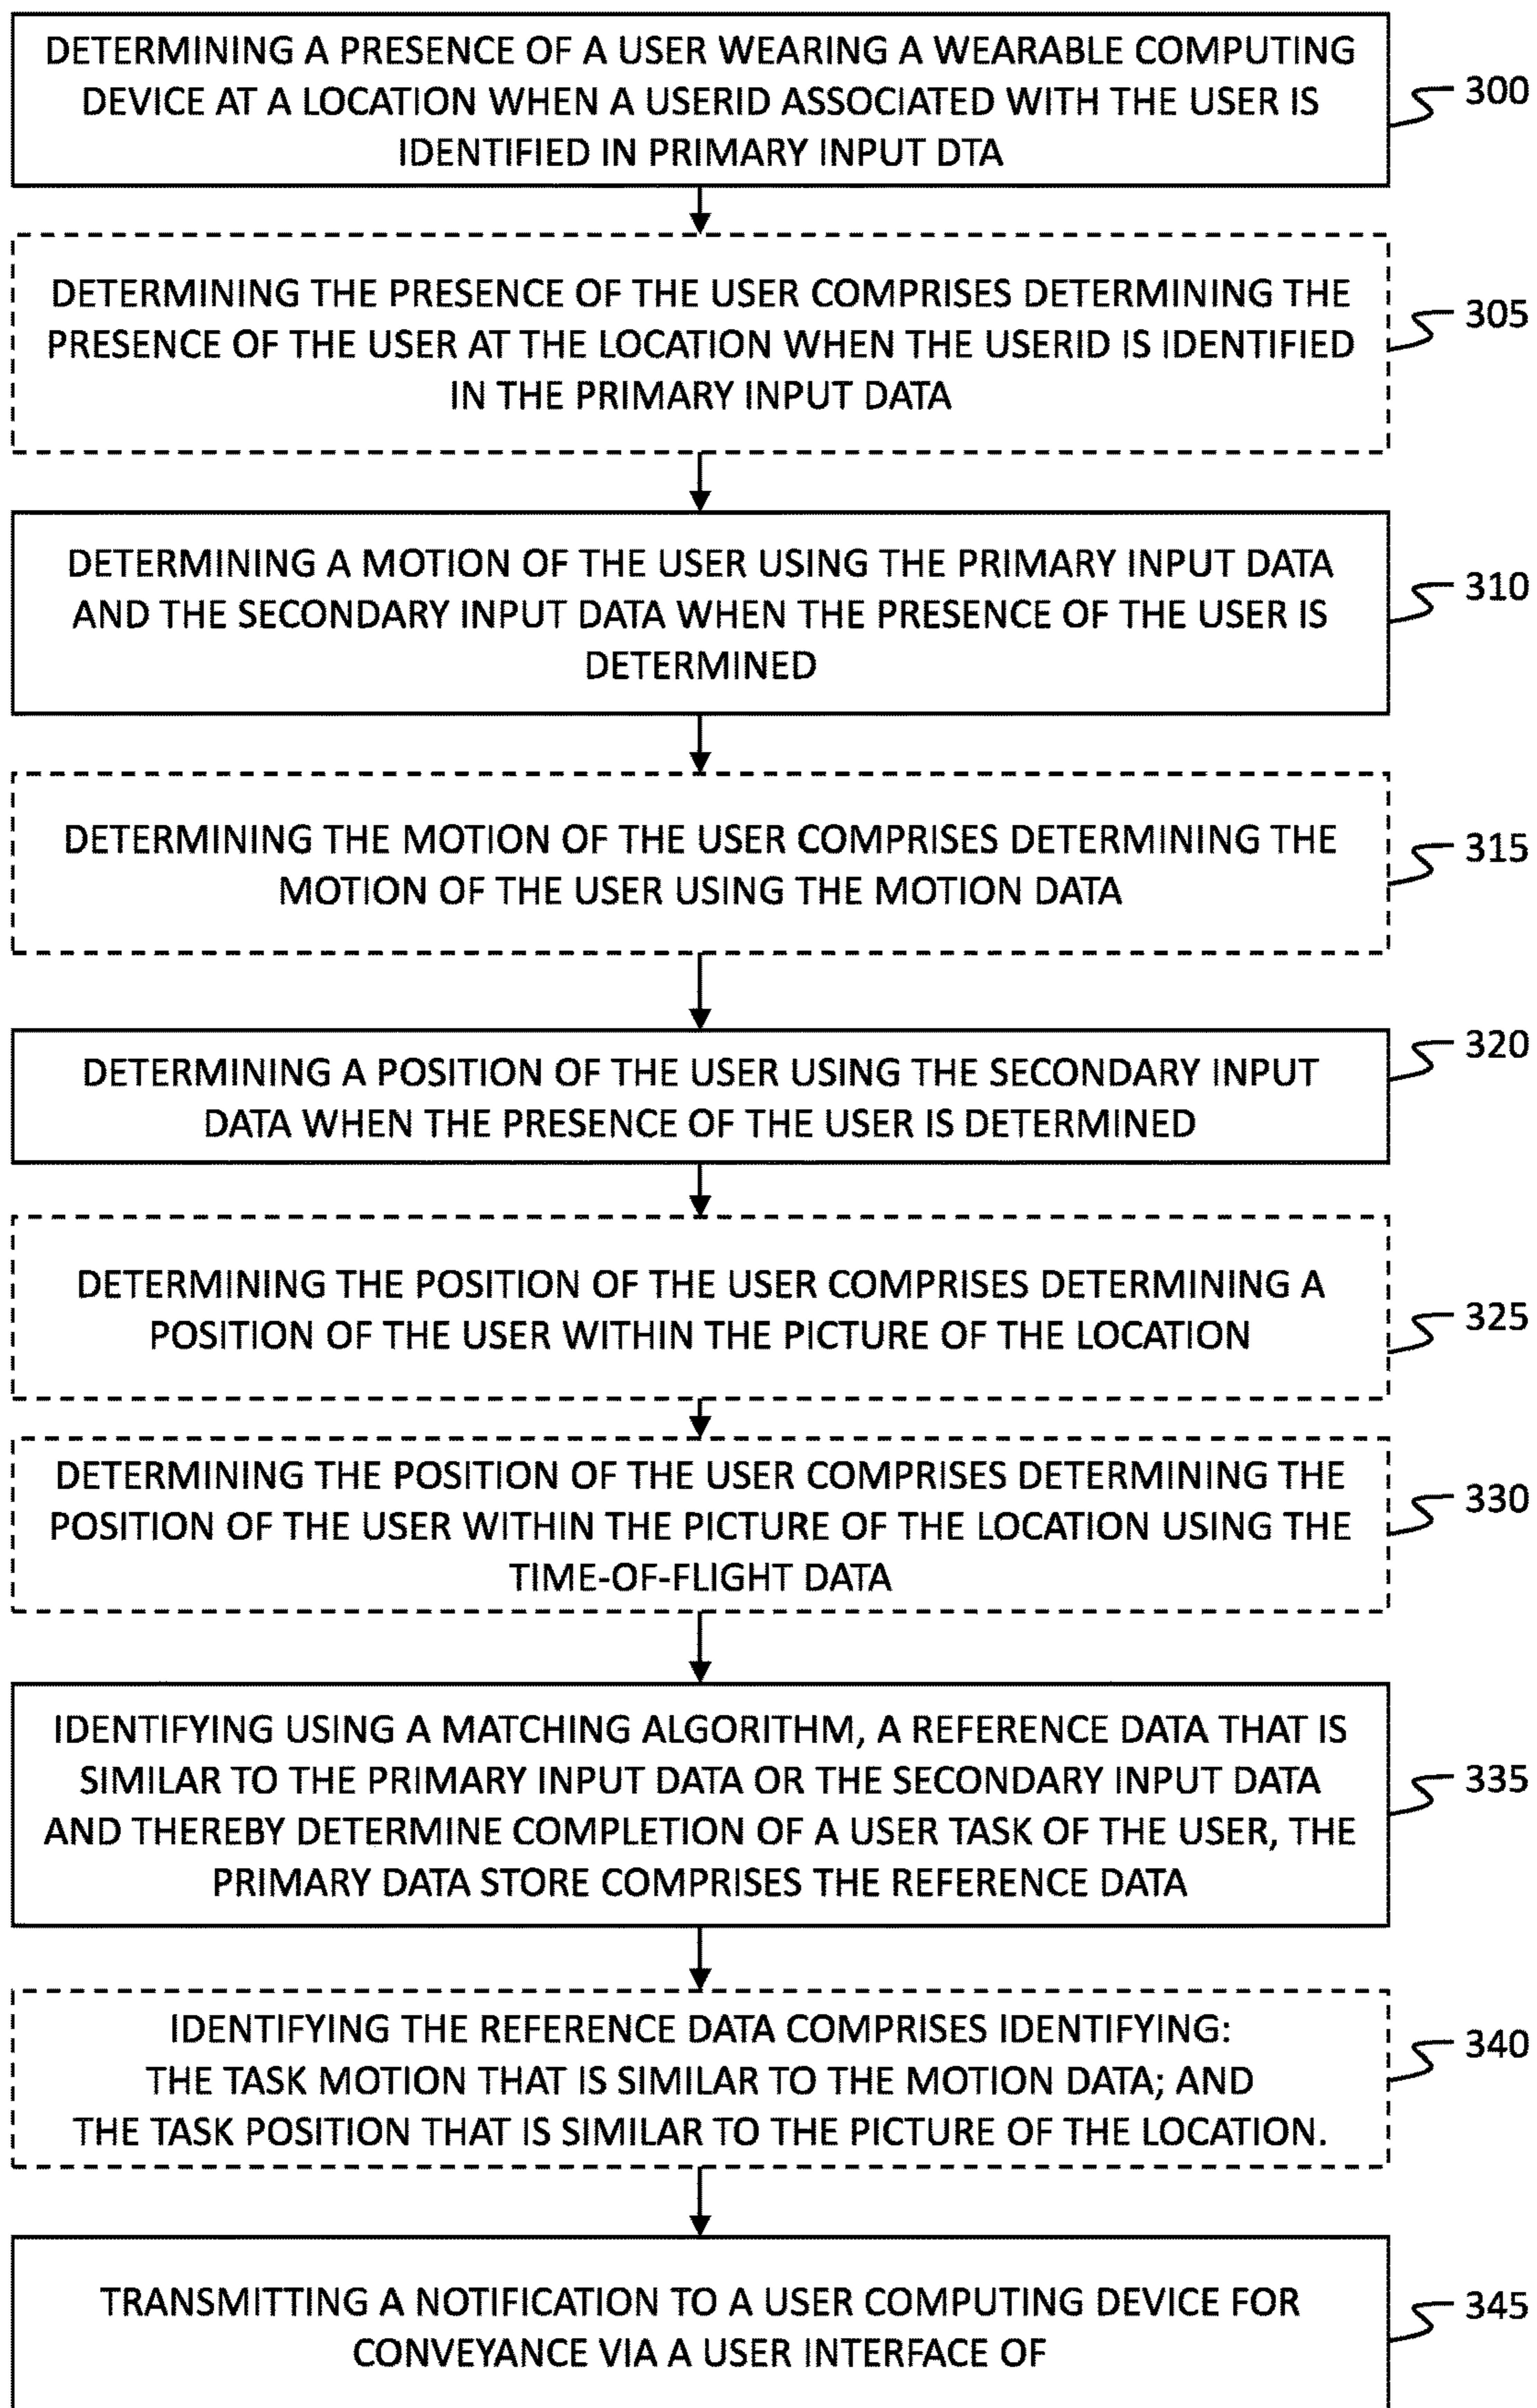 DETERMINING A PRESENCE OF A USER WEARING A WEARABLE COMPUTING
DEVICE AT A LOCATION WHEN A USERID ASSOCIATED WITH THE USER IS
IDENTIFIED IN PRIMARY INPUT DTA
300
DETERMINING THE PRESENCE OF THE USER COMPRISES DETERMINING THE
PRESENCE OF THE USER AT THE LOCATION WHEN THE USERID IS IDENTIFIED
IN THE PRIMARY INPUT DATA
305
DETERMINING A MOTION OF THE USER USING THE PRIMARY INPUT DATA
AND THE SECONDARY INPUT DATA WHEN THE PRESENCE OF THE USER IS
DETERMINED
310
DETERMINING THE MOTION OF THE USER COMPRISES DETERMINING THE
MOTION OF THE USER USING THE MOTION DATA
315
DETERMINING A POSITION OF THE USER USING THE SECONDARY INPUT
DATA WHEN THE PRESENCE OF THE USER IS DETERMINED
320
DETERMINING THE POSITION OF THE USER COMPRISES DETERMINING A
POSITION OF THE USER WITHIN THE PICTURE OF THE LOCATION
325
DETERMINING THE POSITION OF THE USER COMPRISES DETERMINING THE
POSITION OF THE USER WITHIN THE PICTURE OF THE LOCATION USING THE
TIME-OF-FLIGHT DATA
330
IDENTIFYING USING A MATCHING ALGORITHM, A REFERENCE DATA THAT IS
SIMILAR TO THE PRIMARY INPUT DATA OR THE SECONDARY INPUT DATA
AND THEREBY DETERMINE COMPLETION OF A USER TASK OF THE USER, THE
PRIMARY DATA STORE COMPRISES THE REFERENCE DATA
335
IDENTIFYING THE REFERENCE DATA COMPRISES IDENTIFYING:
THE TASK MOTION THAT IS SIMILAR TO THE MOTION DATA; AND
THE TASK POSITION THAT IS SIMILAR TO THE PICTURE OF THE LOCATION.
340
TRANSMITTING A NOTIFICATION TO A USER COMPUTING DEVICE FOR
CONVEYANCE VIA A USER INTERFACE OF
345